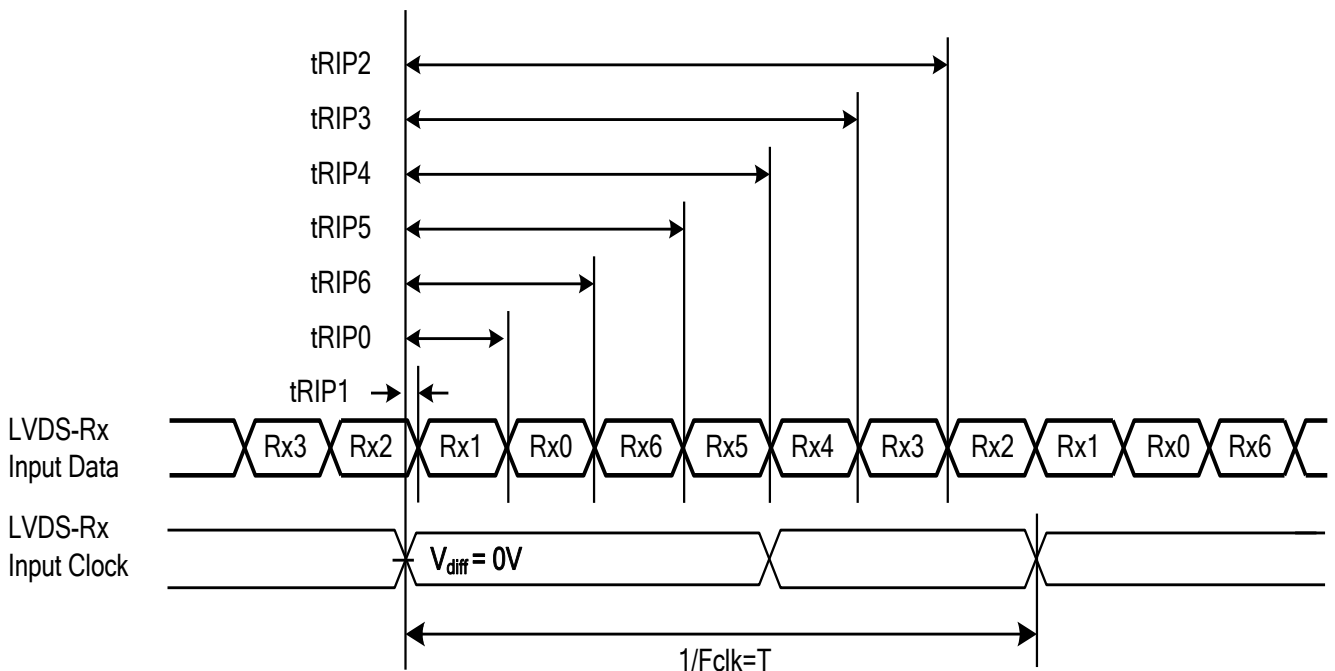 tRIP2
tRIP3
tRIP4
tRIP5
tRIP6
tRIP0
tRIP1
LVDS-Rx
Input Data
Rx3 Rx2 Rx1 Rx0 Rx6 Rx5 Rx4 Rx3 Rx2 Rx1 Rx0 Rx6
LVDS-Rx
Input Clock
Vdiff = 0V
1/Fclk=T